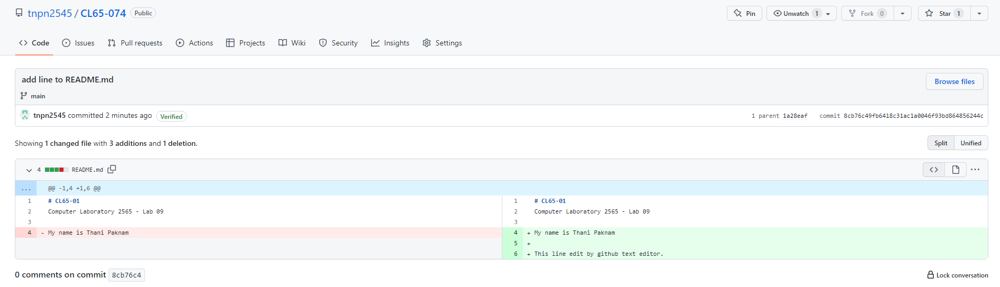 tnpn2545 / CL65-074 Public
Pin Unwatch 1 Fork 0 Star 1
Code Issues Pull requests Actions Projects Wiki Security Insights Settings
add line to README.md
Browse files
main
tnpn2545 committed 2 minutes ago Verified 1 parent 1a28eaf commit 8cb76c49fb6418c31ac1a0046f93bd864856244c
Showing 1 changed file with 3 additions and 1 deletion.
Split Unified
4 README.md
... @@ -1,4 +1,6 @@
1 # CL65-01 1 # CL65-01
2 Computer Laboratory 2565 - Lab 09 2 Computer Laboratory 2565 - Lab 09
3 3
4 - My name is Thani Paknam 4 + My name is Thani Paknam
5 +
6 + This line edit by github text editor.
0 comments on commit 8cb76c4
Lock conversation